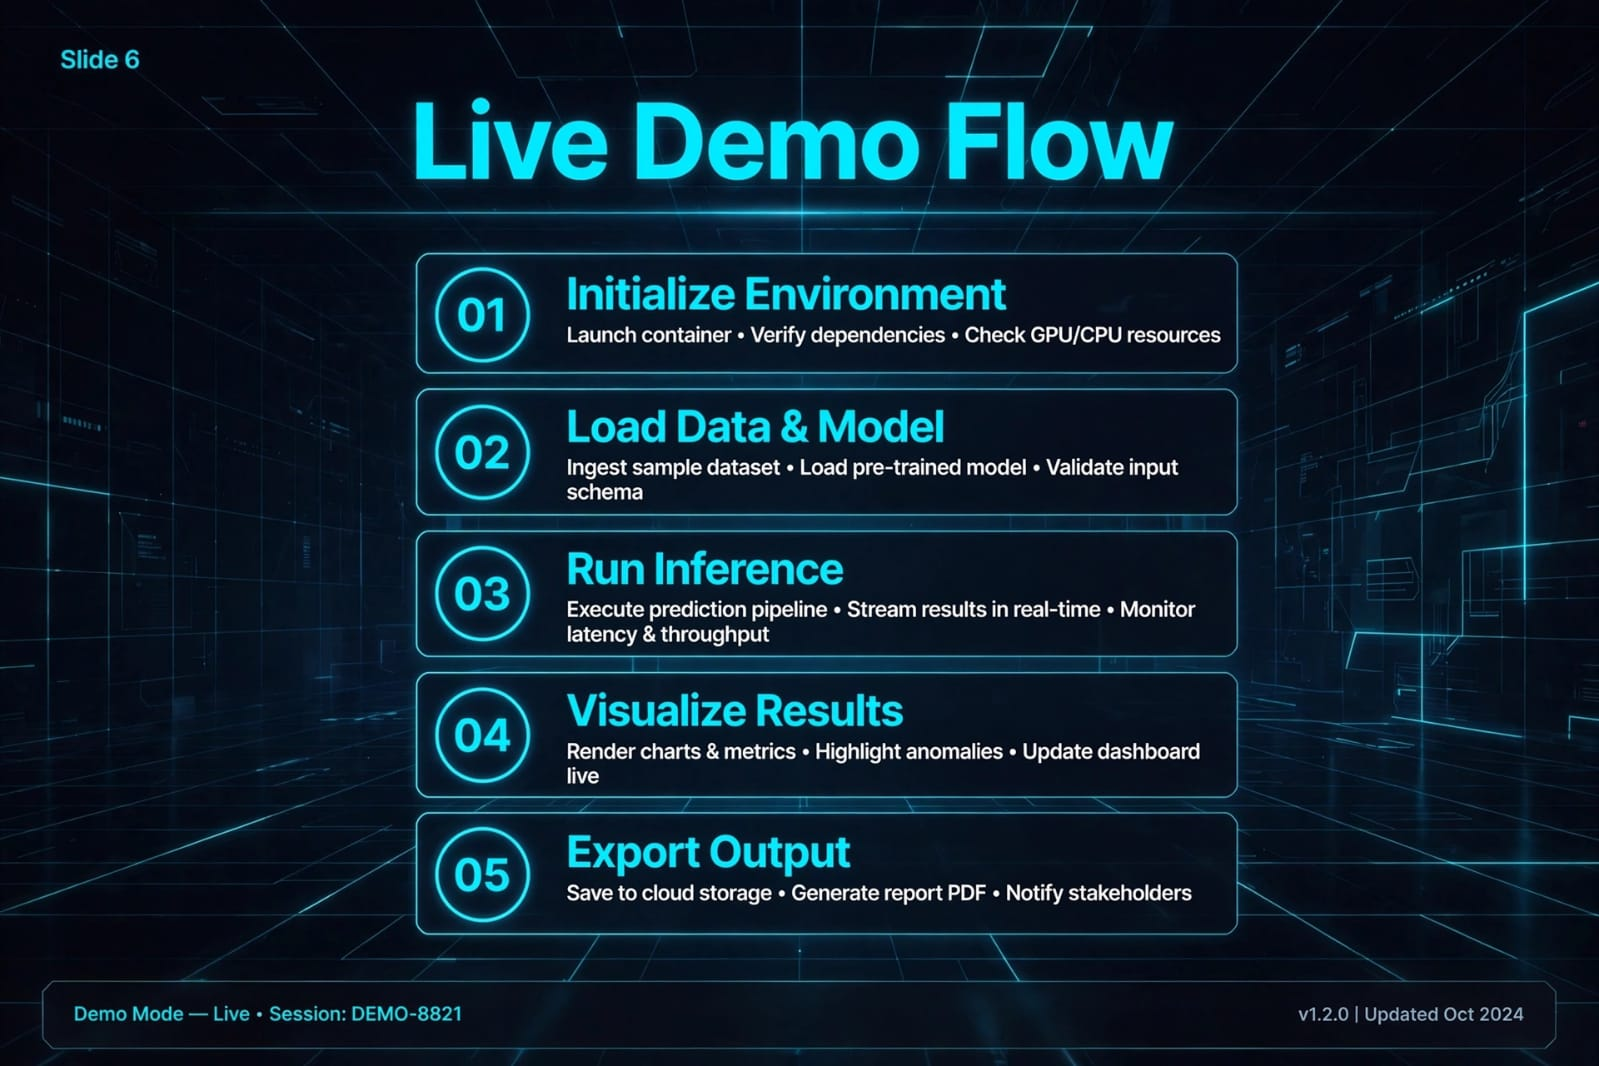 Slide 6
Live Demo Flow
01
Initialize Environment
Launch container • Verify dependencies • Check GPU/CPU resources
02
Load Data & Model
Ingest sample dataset • Load pre-trained model • Validate input
schema
03
Run Inference
Execute prediction pipeline • Stream results in real-time • Monitor
latency & throughput
04
Visualize Results
Render charts & metrics • Highlight anomalies • Update dashboard
live
05
Export Output
Save to cloud storage • Generate report PDF • Notify stakeholders
Demo Mode — Live • Session: DEMO-8821
v1.2.0 | Updated Oct 2024